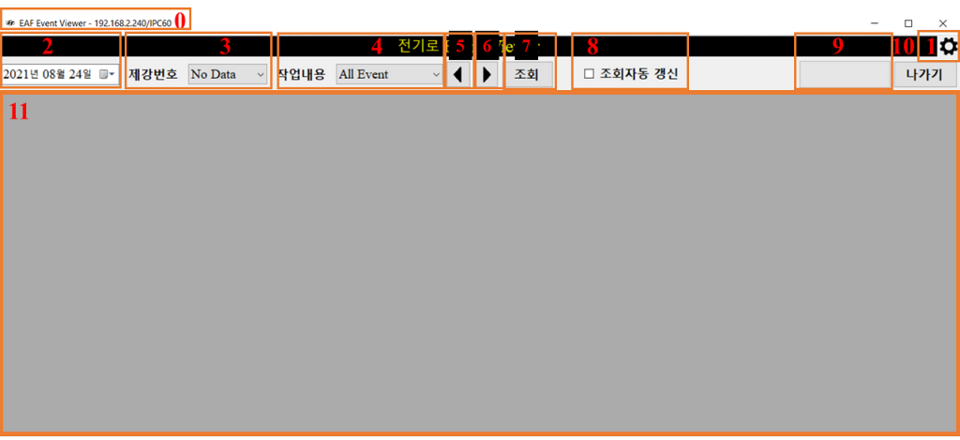 EAF Event Viewer - 192.168.2.240/IPC60 0
2 3 4 전기로 5 6 7 8 9 10 1
2021년 08월 24일 제강번호 No Data 작업내용 All Event 조회 조회자동 갱신 나가기
11